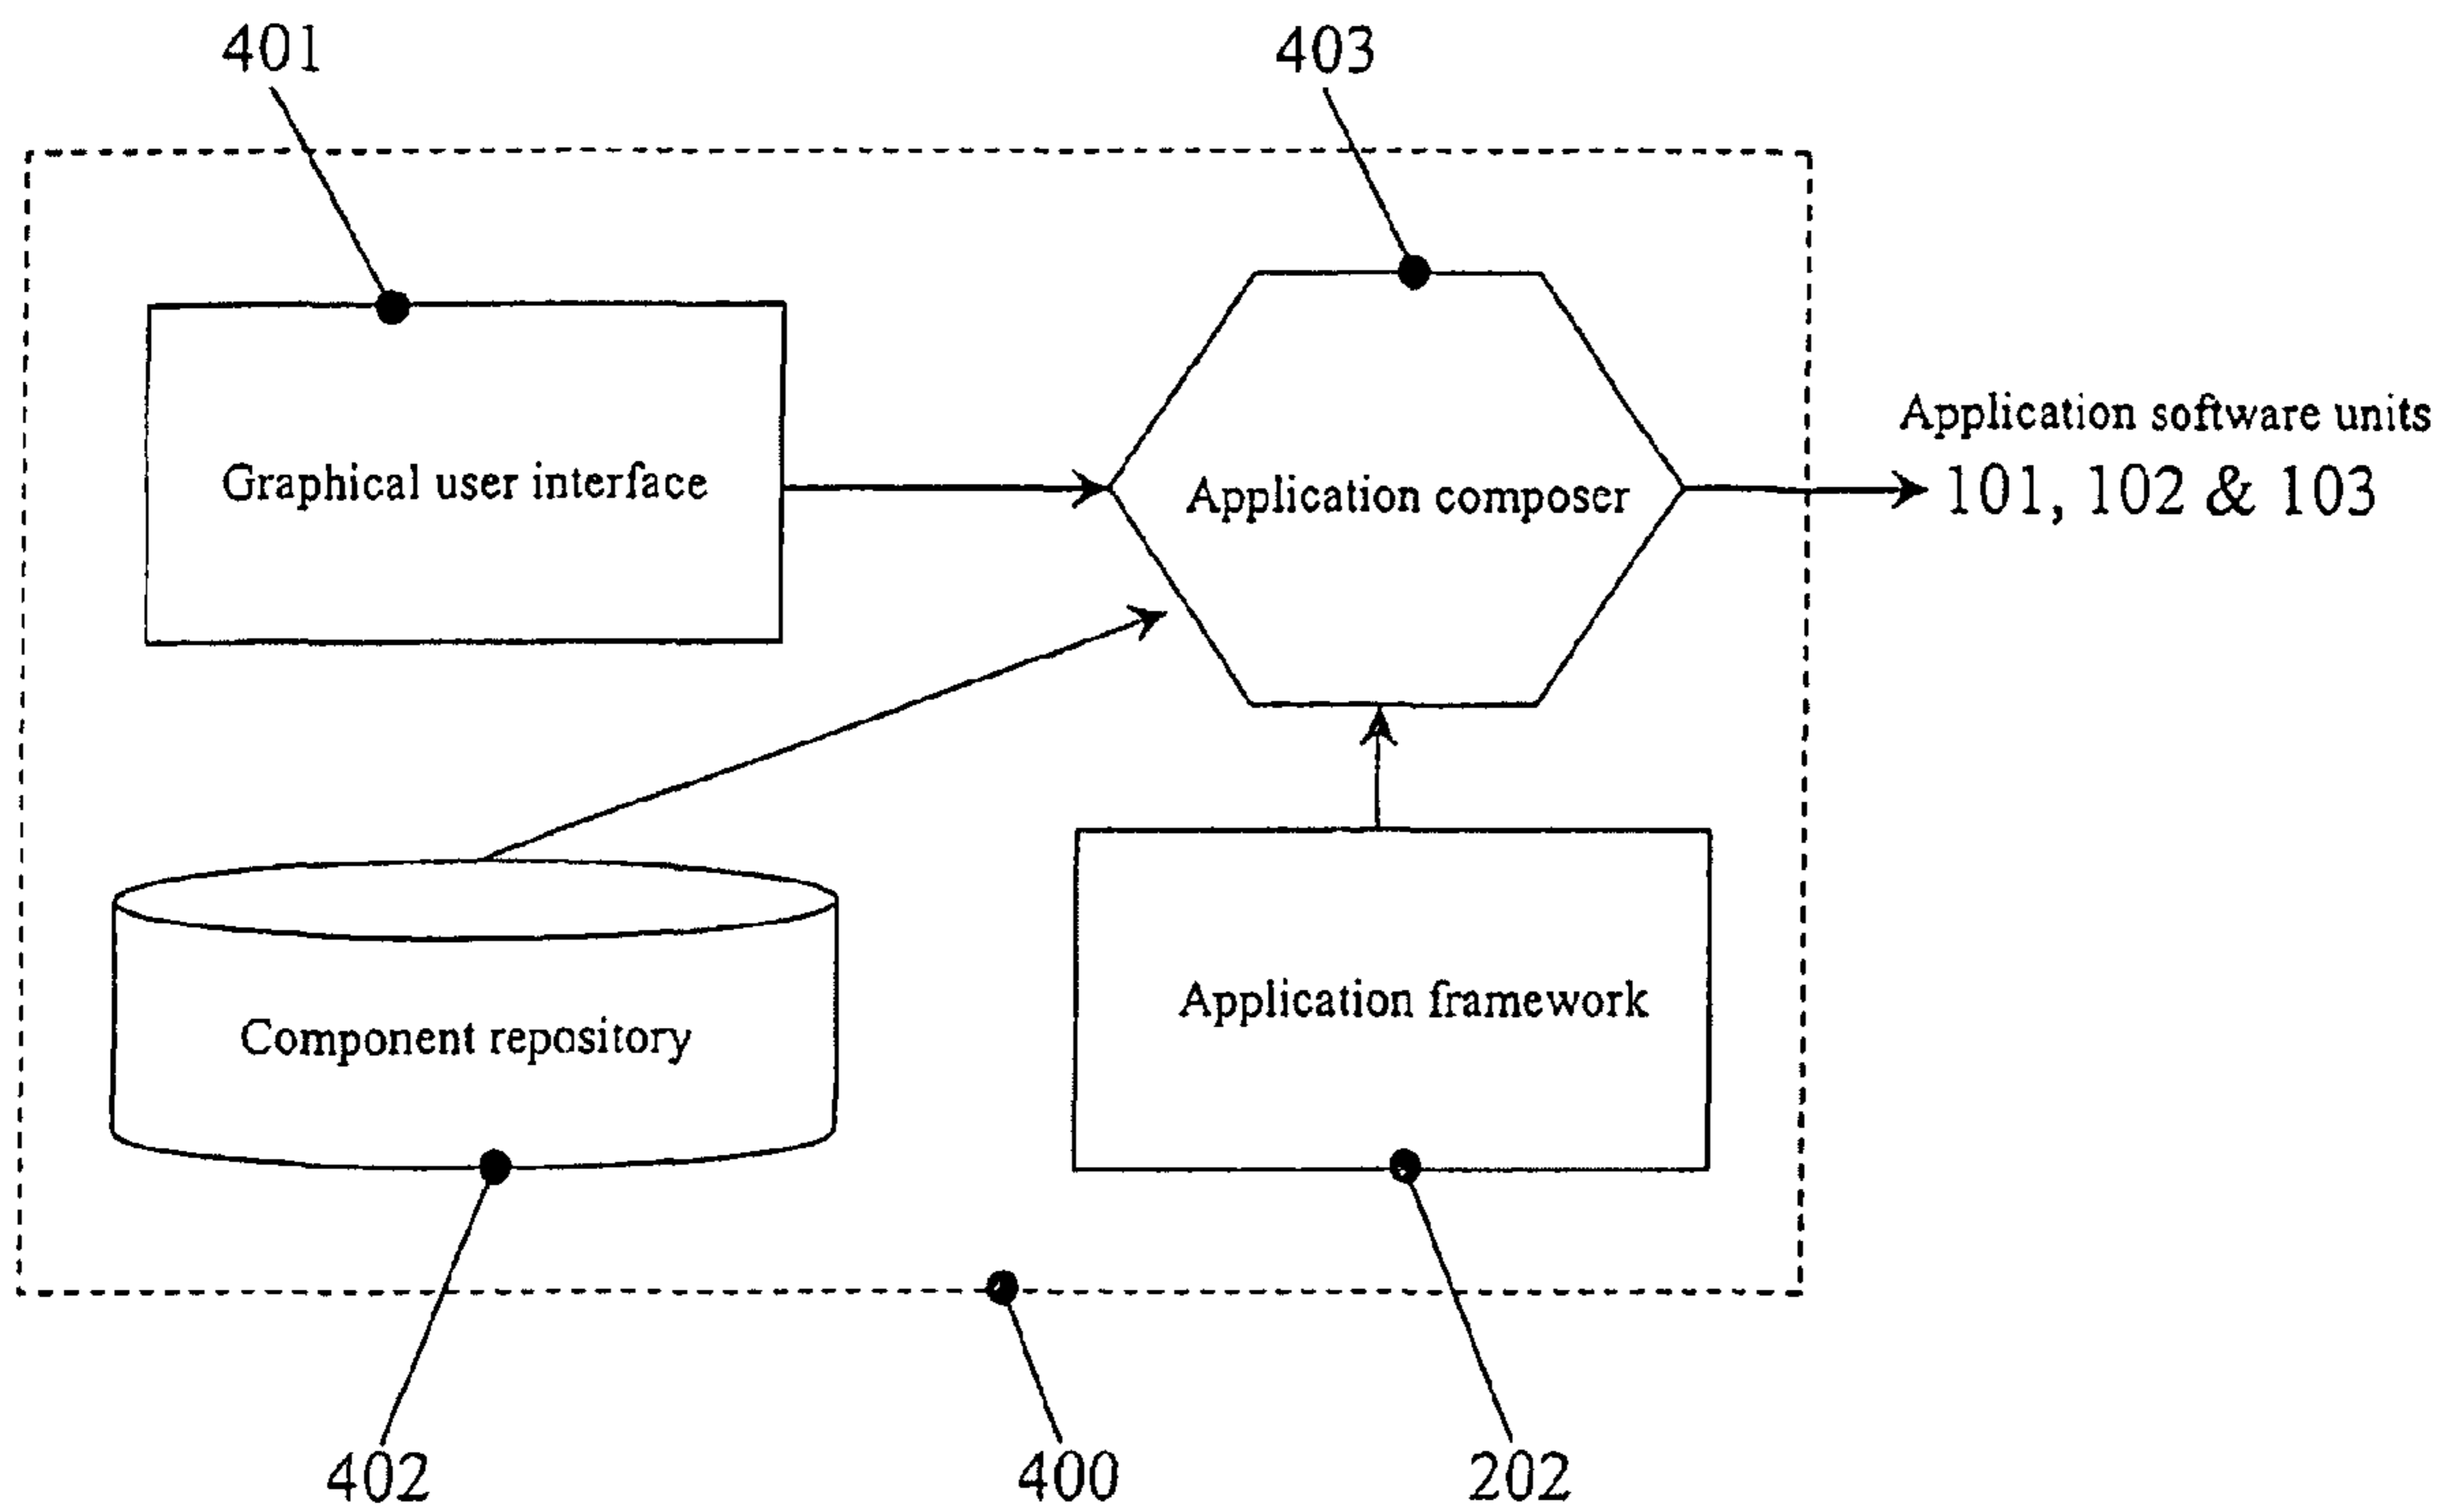 401
403
Application software units
101, 102 & 103
Graphical user interface
Application composer
Application framework
Component repository
402
400
202